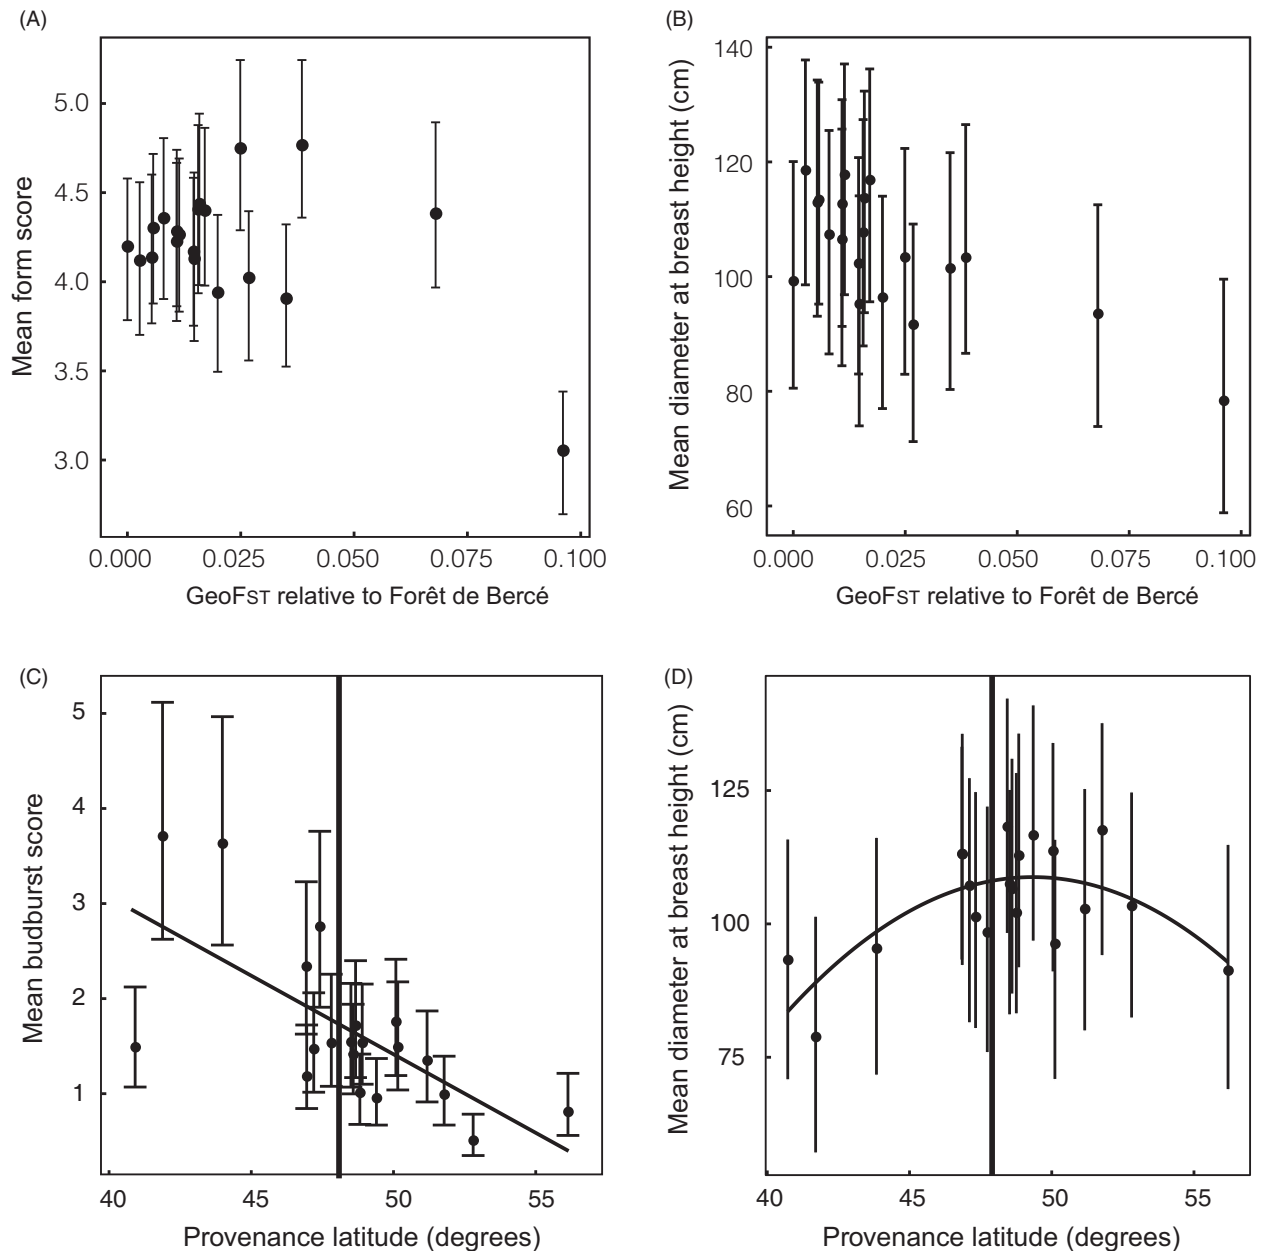 (A)
Mean form score
5.0
4.5
4.0
3.5
3.0
0.000 0.025 0.050 0.075 0.100
GeoFST relative to Forêt de Bercé
(B)
Mean diameter at breast height (cm)
140
120
100
80
60
0.000 0.025 0.050 0.075 0.100
GeoFST relative to Forêt de Bercé
(C)
Mean budburst score
5
4
3
2
1
40 45 50 55
Provenance latitude (degrees)
(D)
Mean diameter at breast height (cm)
125
100
75
40 45 50 55
Provenance latitude (degrees)